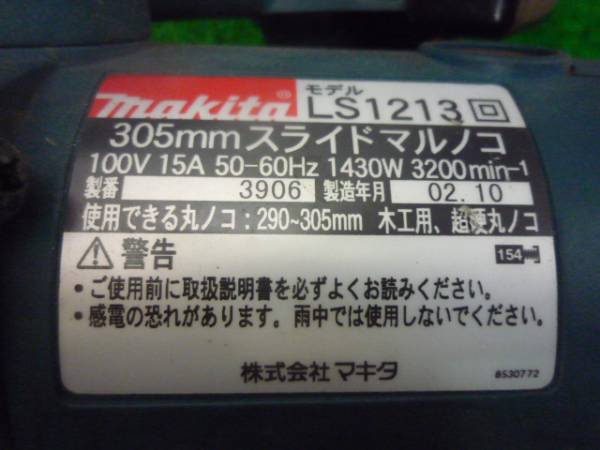 makita モデル LS1213
305mmスライドマルノコ
100V 15A 50-60Hz 1430W 3200min-1
製番 3906 製造年月 02.10
使用できる丸ノコ:290~305mm 木工用、超硬丸ノコ
警告 154
・ご使用前に取扱説明書を必ずよくお読みください。
・感電の恐れがあります。雨中では使用しないでください。
株式会社マキタ 8530772